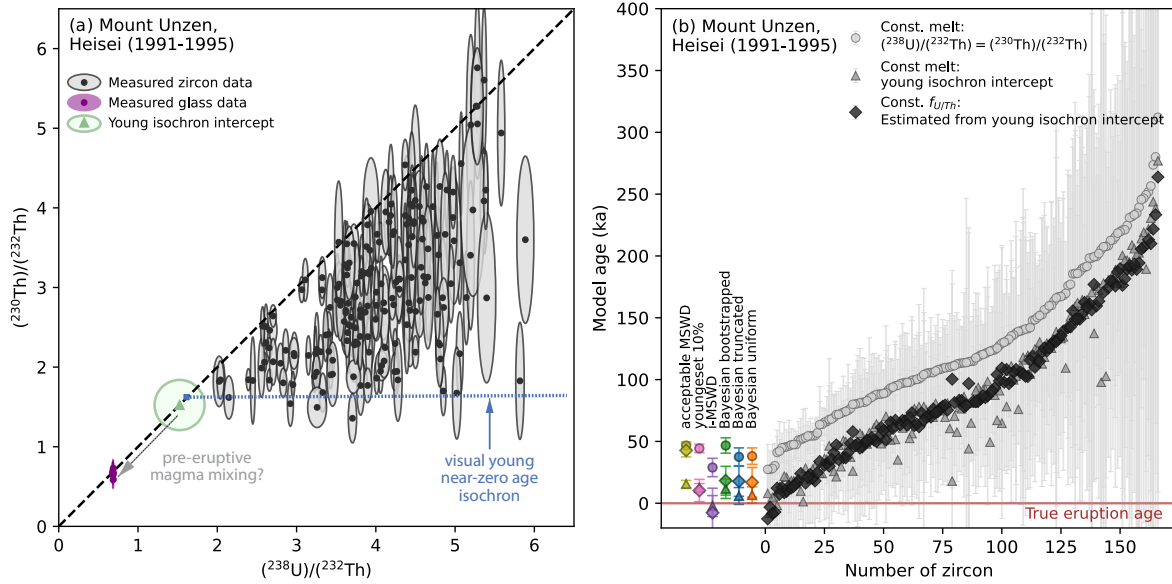 (a) Mount Unzen,
Heisei (1991-1995)
Measured zircon data
Measured glass data
Young isochron intercept
pre-eruptive
magma mixing?
visual young
near-zero age
isochron
(²³⁰Th)/(²³²Th)
6
5
4
3
2
1
0
0 1 2 3 4 5 6
(²³⁸U)/(²³²Th)
(b) Mount Unzen,
Heisei (1991-1995)
Const. melt:
(²³⁸U)/(²³²Th) = (²³⁰Th)/(²³²Th)
Const melt:
young isochron intercept
Const. f_U/Th:
Estimated from young isochron intercept
acceptable MSWD
youngeset 10%
i-MSWD
Bayesian bootstrapped
Bayesian truncated
Bayesian uniform
True eruption age
Model age (ka)
400
350
300
250
200
150
100
50
0
0 25 50 75 100 125 150
Number of zircon